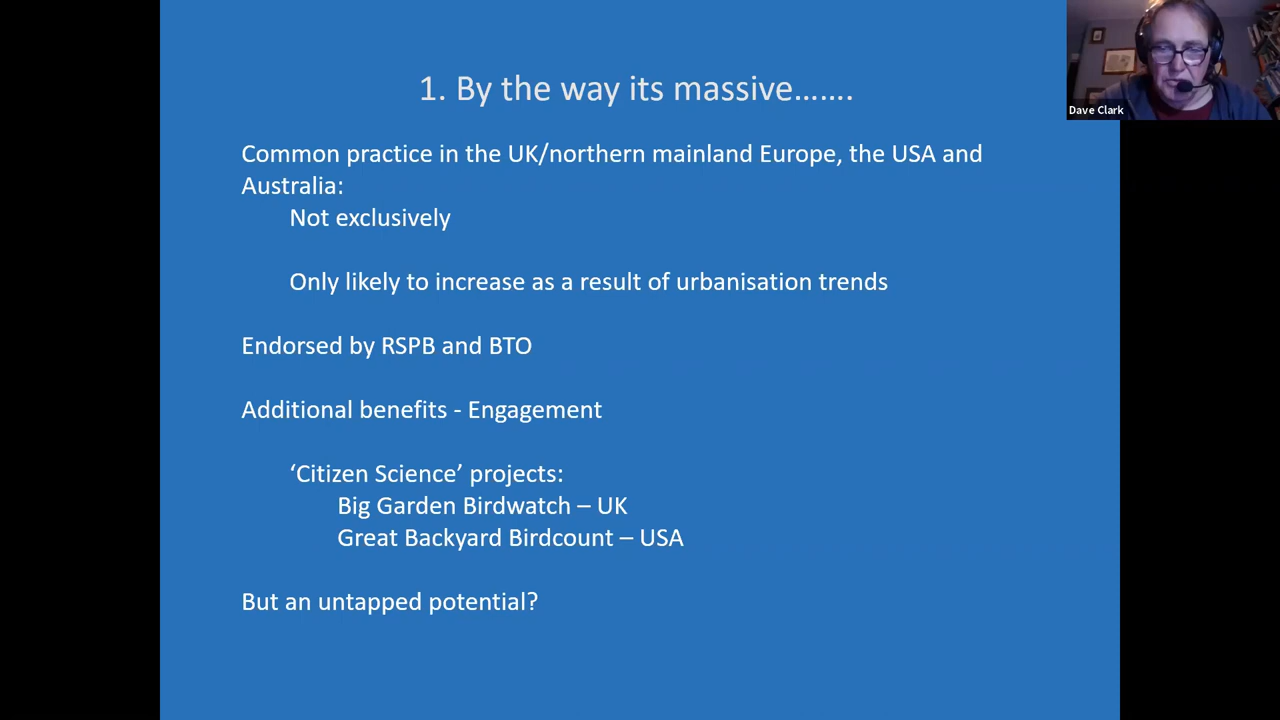 1. By the way its massive…….
Dave Clark
Common practice in the UK/northern mainland Europe, the USA and
Australia:
Not exclusively
Only likely to increase as a result of urbanisation trends
Endorsed by RSPB and BTO
Additional benefits - Engagement
‘Citizen Science’ projects:
Big Garden Birdwatch – UK
Great Backyard Birdcount – USA
But an untapped potential?